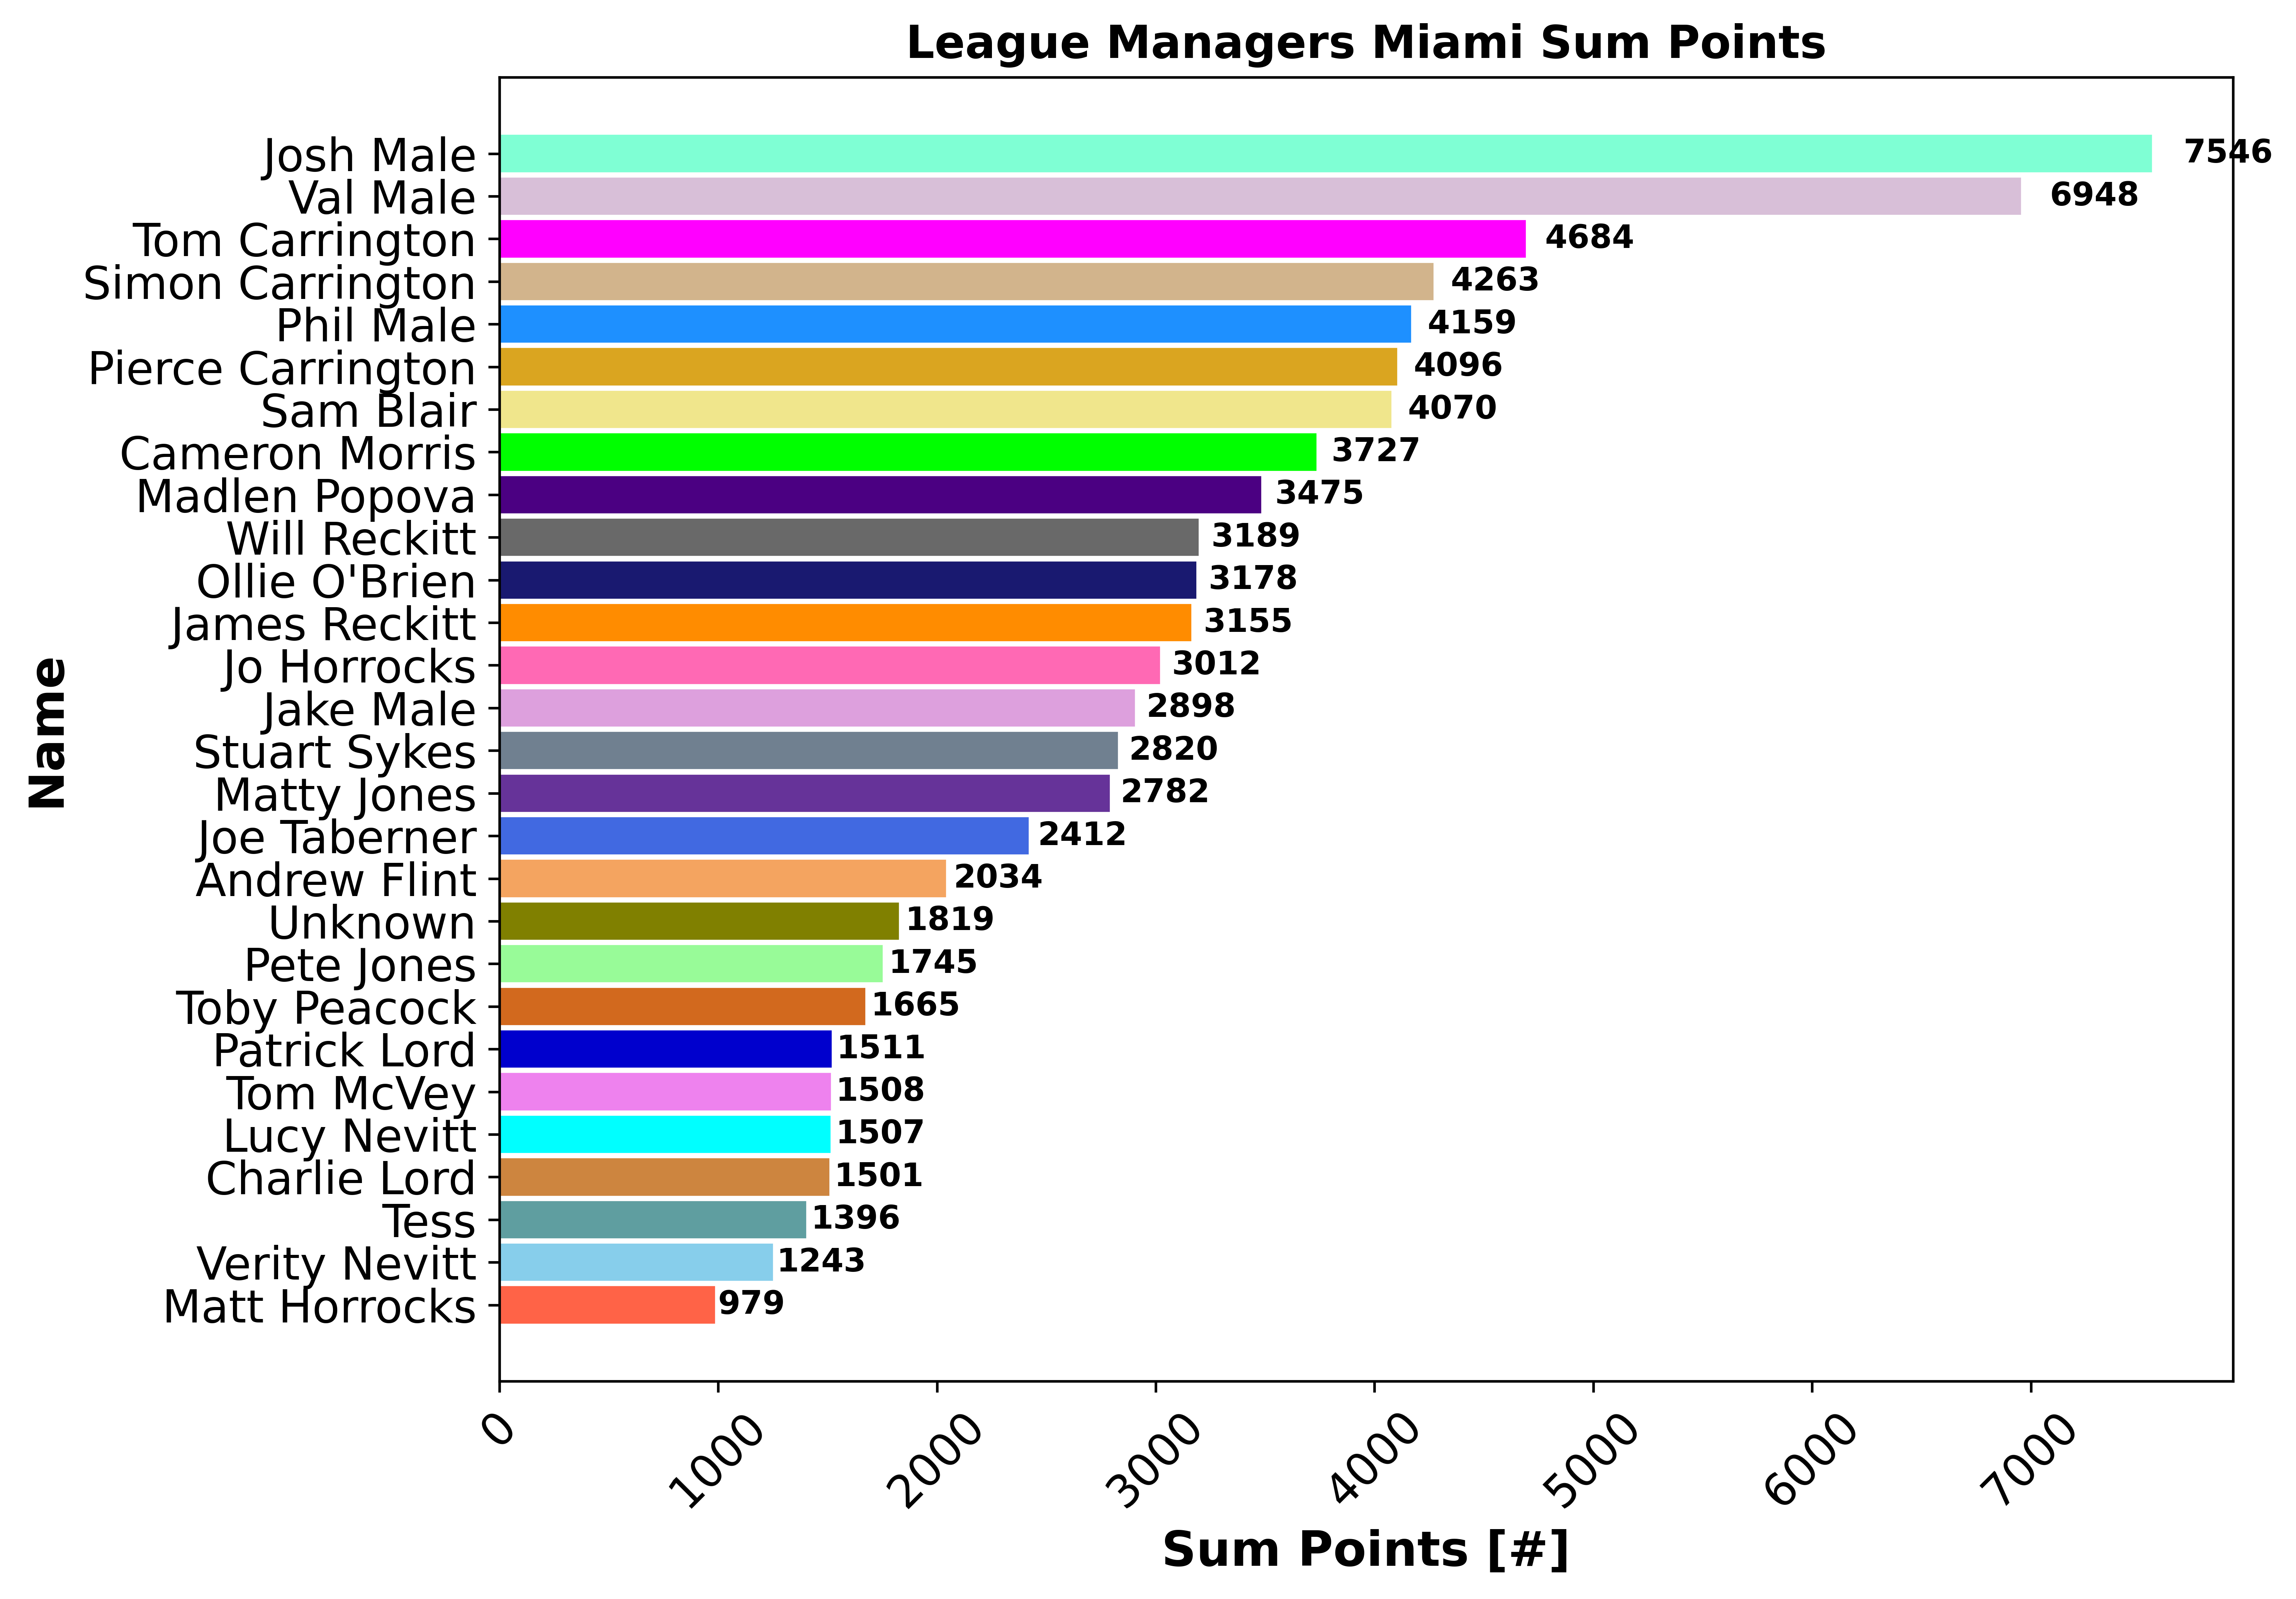 League Managers Miami Sum Points
Josh Male 7546
Val Male 6948
Tom Carrington 4684
Simon Carrington 4263
Phil Male 4159
Pierce Carrington 4096
Sam Blair 4070
Cameron Morris 3727
Madlen Popova 3475
Will Reckitt 3189
Ollie O'Brien 3178
James Reckitt 3155
Jo Horrocks 3012
Jake Male 2898
Stuart Sykes 2820
Matty Jones 2782
Joe Taberner 2412
Andrew Flint 2034
Unknown 1819
Pete Jones 1745
Toby Peacock 1665
Patrick Lord 1511
Tom McVey 1508
Lucy Nevitt 1507
Charlie Lord 1501
Tess 1396
Verity Nevitt 1243
Matt Horrocks 979
Name
0 1000 2000 3000 4000 5000 6000 7000
Sum Points [#]